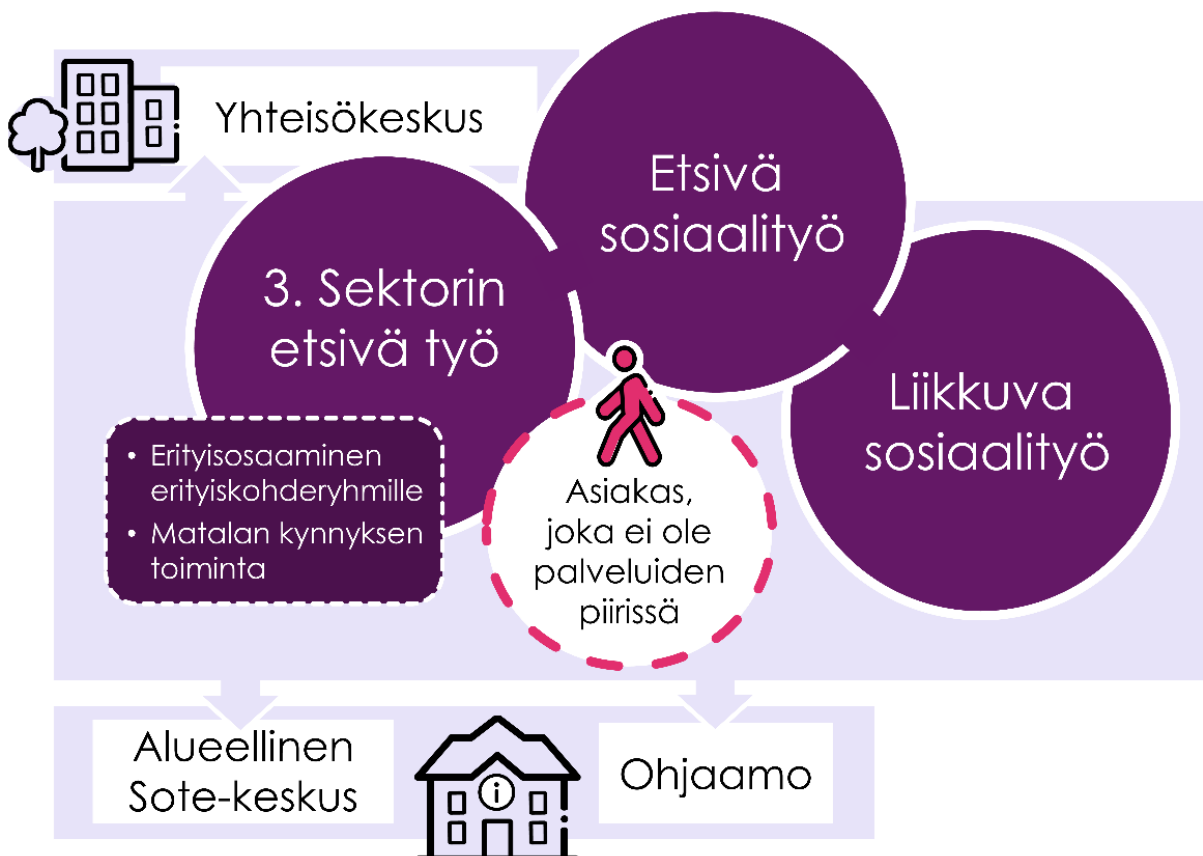 Yhteisökeskus
Etsivä
sosiaalityö
3. Sektorin
etsivä työ
Liikkuva
sosiaalityö
• Erityisosaaminen
erityiskohderyhmille
• Matalan kynnyksen
toiminta
Asiakas,
joka ei ole
palveluiden
piirissä
Alueellinen
Sote-keskus
i
Ohjaamo